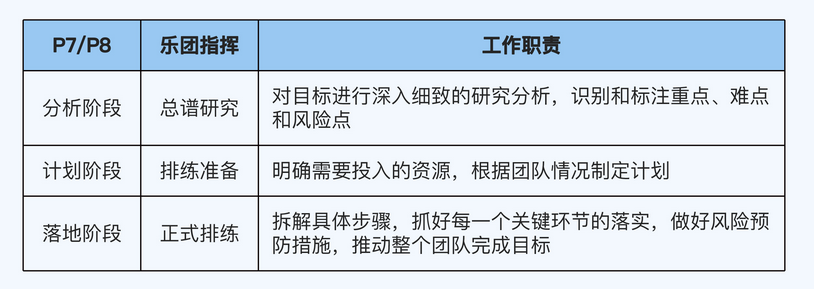 P7/P8 乐团指挥 工作职责
分析阶段 总谱研究 对目标进行深入细致的研究分析，识别和标注重点、难点
和风险点
计划阶段 排练准备 明确需要投入的资源，根据团队情况制定计划
落地阶段 正式排练 拆解具体步骤，抓好每一个关键环节的落实，做好风险预
防措施，推动整个团队完成目标